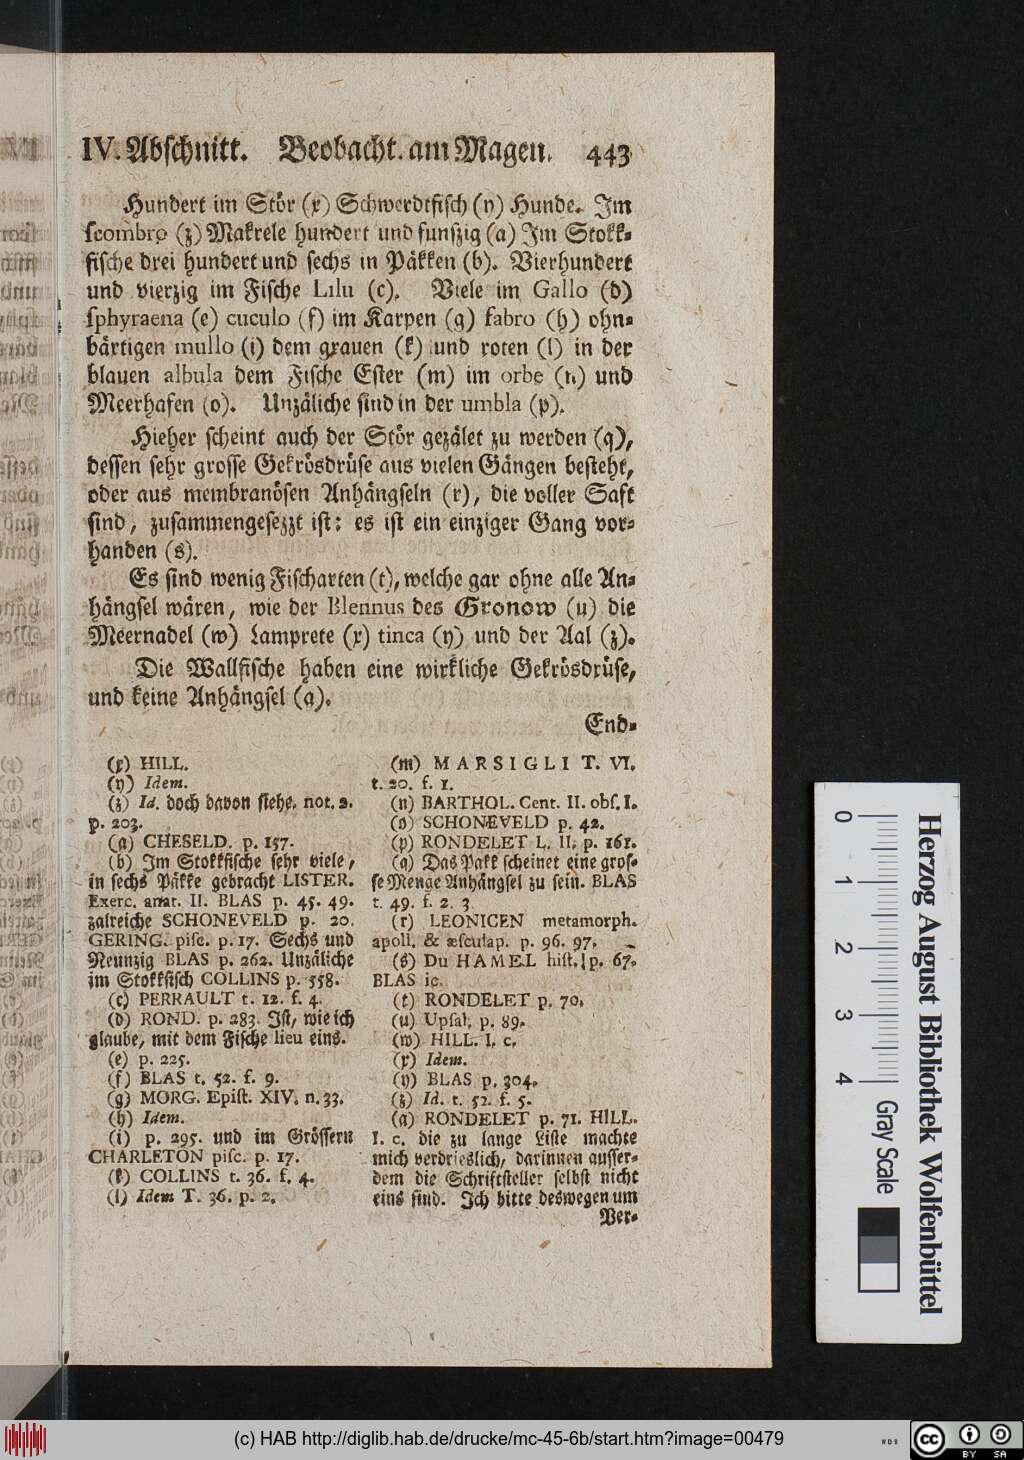 IV. Abschnitt. Beobacht. am Magen. 443
Hundert im Stör (x) Schwerdtfisch (y) Hunde. Im
scombro (z) Makrele hundert und funfzig (a) Im Stokk-
fische drei hundert und sechs in Päkken (b). Vierhundert
und vierzig im Fische Lilu (c). Viele im Gallo (d)
sphyraena (e) cuculo (f) im Karpen (g) fabro (h) ohn-
bärtigen mullo (i) dem grauen (k) und roten (l) in der
blauen albula dem Fische Ester (m) im orbe (n) und
Meerhafen (o). Unzäliche sind in der umbla (p).
Hieher scheint auch der Stör gezälet zu werden (q),
dessen sehr grosse Gekrösdrüse aus vielen Gängen besteht,
oder aus membranösen Anhängseln (r), die voller Saft
sind, zusammengesezzt ist: es ist ein einziger Gang vor-
handen (s).
Es sind wenig Fischarten (t), welche gar ohne alle An-
hängsel wären, wie der Blennus des Gronow (u) die
Meernadel (w) Lamprete (x) tinca (y) und der Aal (z).
Die Wallfische haben eine wirkliche Gekrösdrüse,
und keine Anhängsel (a).
End-
(x) HILL.
(y) Idem.
(z) Id. doch davon siehe. not. 2.
p. 203.
(a) CHESELD. p. 157.
(b) Im Stokkfische sehr viele,
in sechs Päkke gebracht LISTER.
Exerc. anat. II. BLAS p. 45. 49.
zalreiche SCHONEVELD p. 20.
GERING. pisc. p. 17. Sechs und
Neunzig BLAS p. 262. Unzäliche
im Stokkfisch COLLINS p. 558.
(c) PERRAULT t. 12. f. 4.
(d) ROND. p. 283. Ist, wie ich
glaube, mit dem Fische lieu eins.
(e) p. 225.
(f) BLAS t. 52. f. 9.
(g) MORG. Epist. XIV. n. 33.
(h) Idem.
(i) p. 295. und im Grössern
CHARLETON pisc. p. 17.
(k) COLLINS t. 36. f. 4.
(l) Idem T. 36. p. 2.
(m) MARSIGLI T. VI.
t. 20. f. 1.
(n) BARTHOL. Cent. II. obs. I.
(o) SCHONEVELD p. 42.
(p) RONDELET L. II. p. 161.
(q) Das Pakk scheinet eine gros-
se Menge Anhängsel zu sein. BLAS
t. 49. f. 2. 3.
(r) LEONICEN metamorph.
apoll. & æsculap. p. 96. 97.
(s) Du HAMEL hist. p. 67.
BLAS ic.
(t) RONDELET p. 70.
(u) Upsal. p. 89.
(w) HILL. I. c.
(x) Idem.
(y) BLAS p. 304.
(z) Id. t. 52. f. 5.
(a) RONDELET p. 71. HILL.
I. c. die zu lange Liste machte
mich verdrieslich, darinnen ausser-
dem die Schriftsteller selbst nicht
eins sind. Ich bitte deswegen um
Ver-
Herzog August Bibliothek Wolfenbüttel
0 1 2 3 4
Gray Scale
(c) HAB http://diglib.hab.de/drucke/mc-45-6b/start.htm?image=00479
cc BY SA